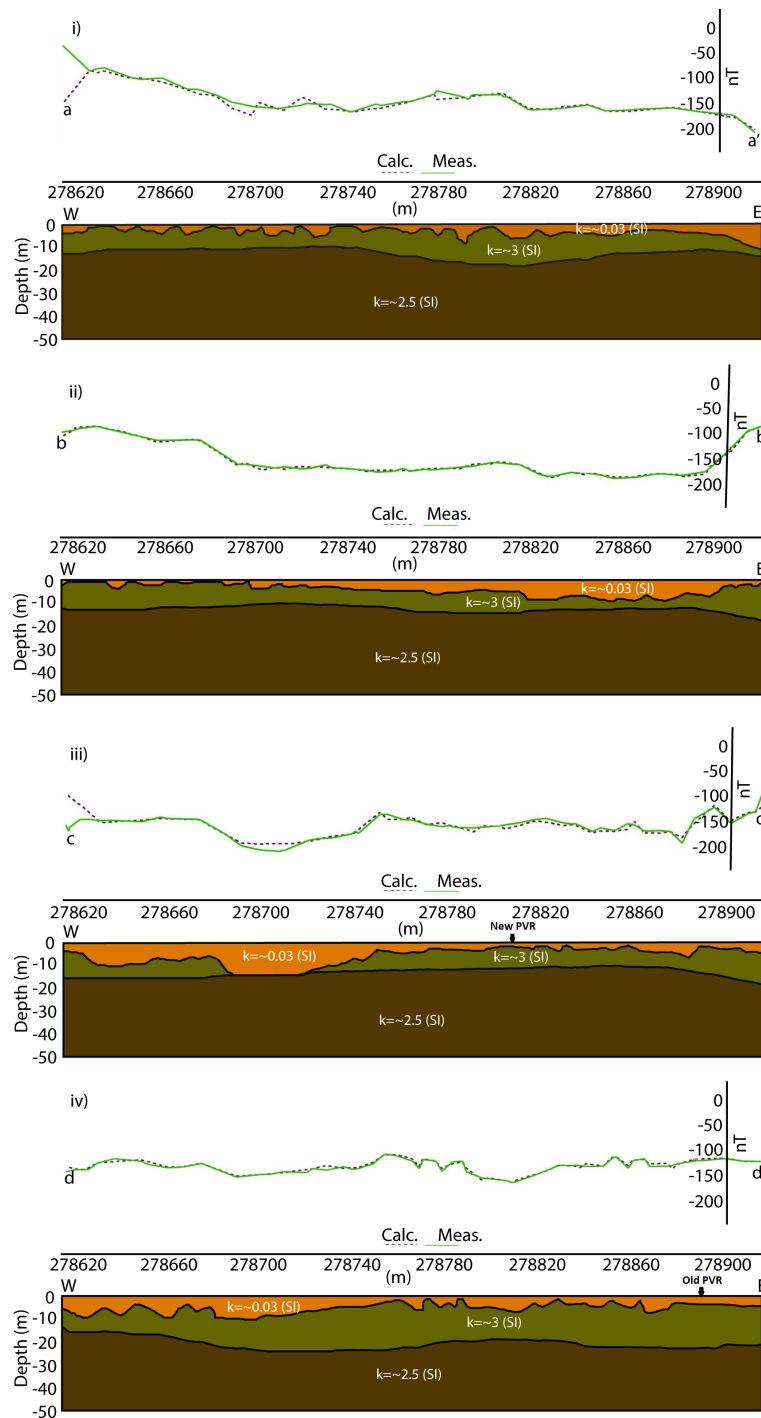 i)
0
-50
-100
-150
-200
nT
a
a'
Calc. Meas.
278620 278660 278700 278740 278780 278820 278860 278900
W (m) E
0
-10
-20
-30
-40
-50
Depth (m)
k=~0.03 (SI)
k=~3 (SI)
k=~2.5 (SI)
ii)
0
-50
-100
-150
-200
nT
b
b
Calc. Meas.
278620 278660 278700 278740 278780 278820 278860 278900
W (m) E
0
-10
-20
-30
-40
-50
Depth (m)
k=~0.03 (SI)
k=~3 (SI)
k=~2.5 (SI)
iii)
0
-50
-100
-150
-200
nT
c
Calc. Meas.
278620 278660 278700 278740 278780 278820 278860 278900
W (m) New PVR
0
-10
-20
-30
-40
-50
Depth (m)
k=~0.03 (SI)
k=~3 (SI)
k=~2.5 (SI)
iv)
0
-50
-100
-150
-200
nT
d
d
Calc. Meas.
278620 278660 278700 278740 278780 278820 278860 278900
W (m) Old PVR
0
-10
-20
-30
-40
-50
Depth (m)
k=~0.03 (SI)
k=~3 (SI)
k=~2.5 (SI)